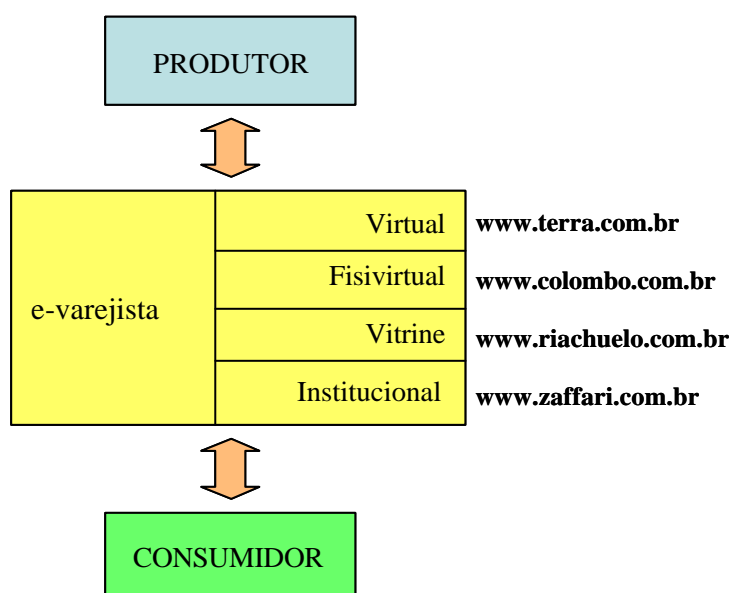 PRODUTOR
e-varejista
Virtual www.terra.com.br
Fisivirtual www.colombo.com.br
Vitrine www.riachuelo.com.br
Institucional www.zaffari.com.br
CONSUMIDOR